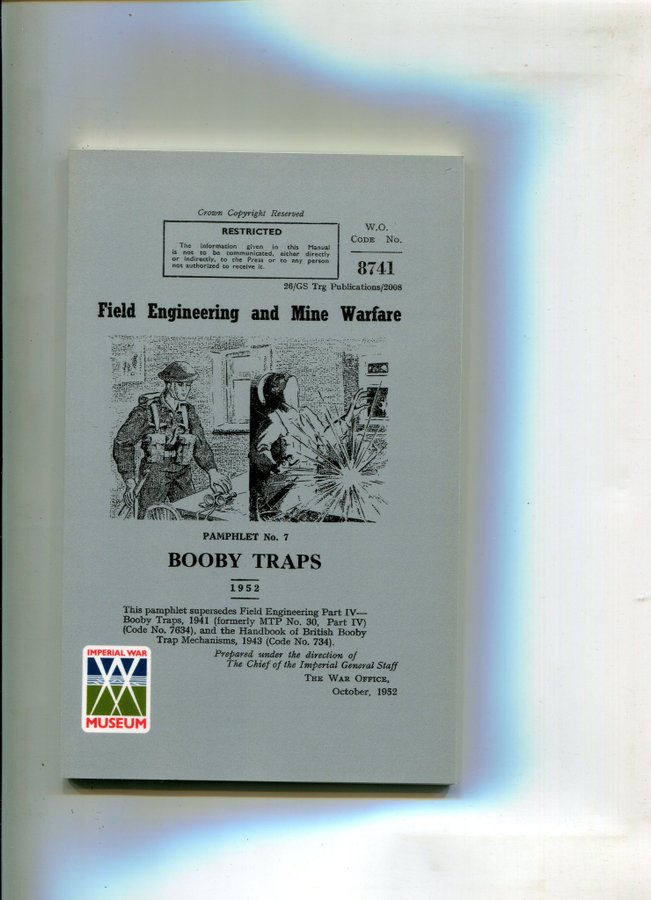 Crown Copyright Reserved
RESTRICTED
The information given in this Manual
is not to be communicated, either directly
or indirectly, to the Press or to any person
not authorized to receive it.
W.O.
CODE No.
8741
26/GS Trg Publications/2008
Field Engineering and Mine Warfare
PAMPHLET No. 7
BOOBY TRAPS
1952
This pamphlet supersedes Field Engineering Part IV—
Booby Traps, 1941 (formerly MTP No. 30, Part IV)
(Code No. 7634), and the Handbook of British Booby
Trap Mechanisms, 1943 (Code No. 734).
Prepared under the direction of
The Chief of the Imperial General Staff
THE WAR OFFICE,
October, 1952
IMPERIAL WAR
MUSEUM